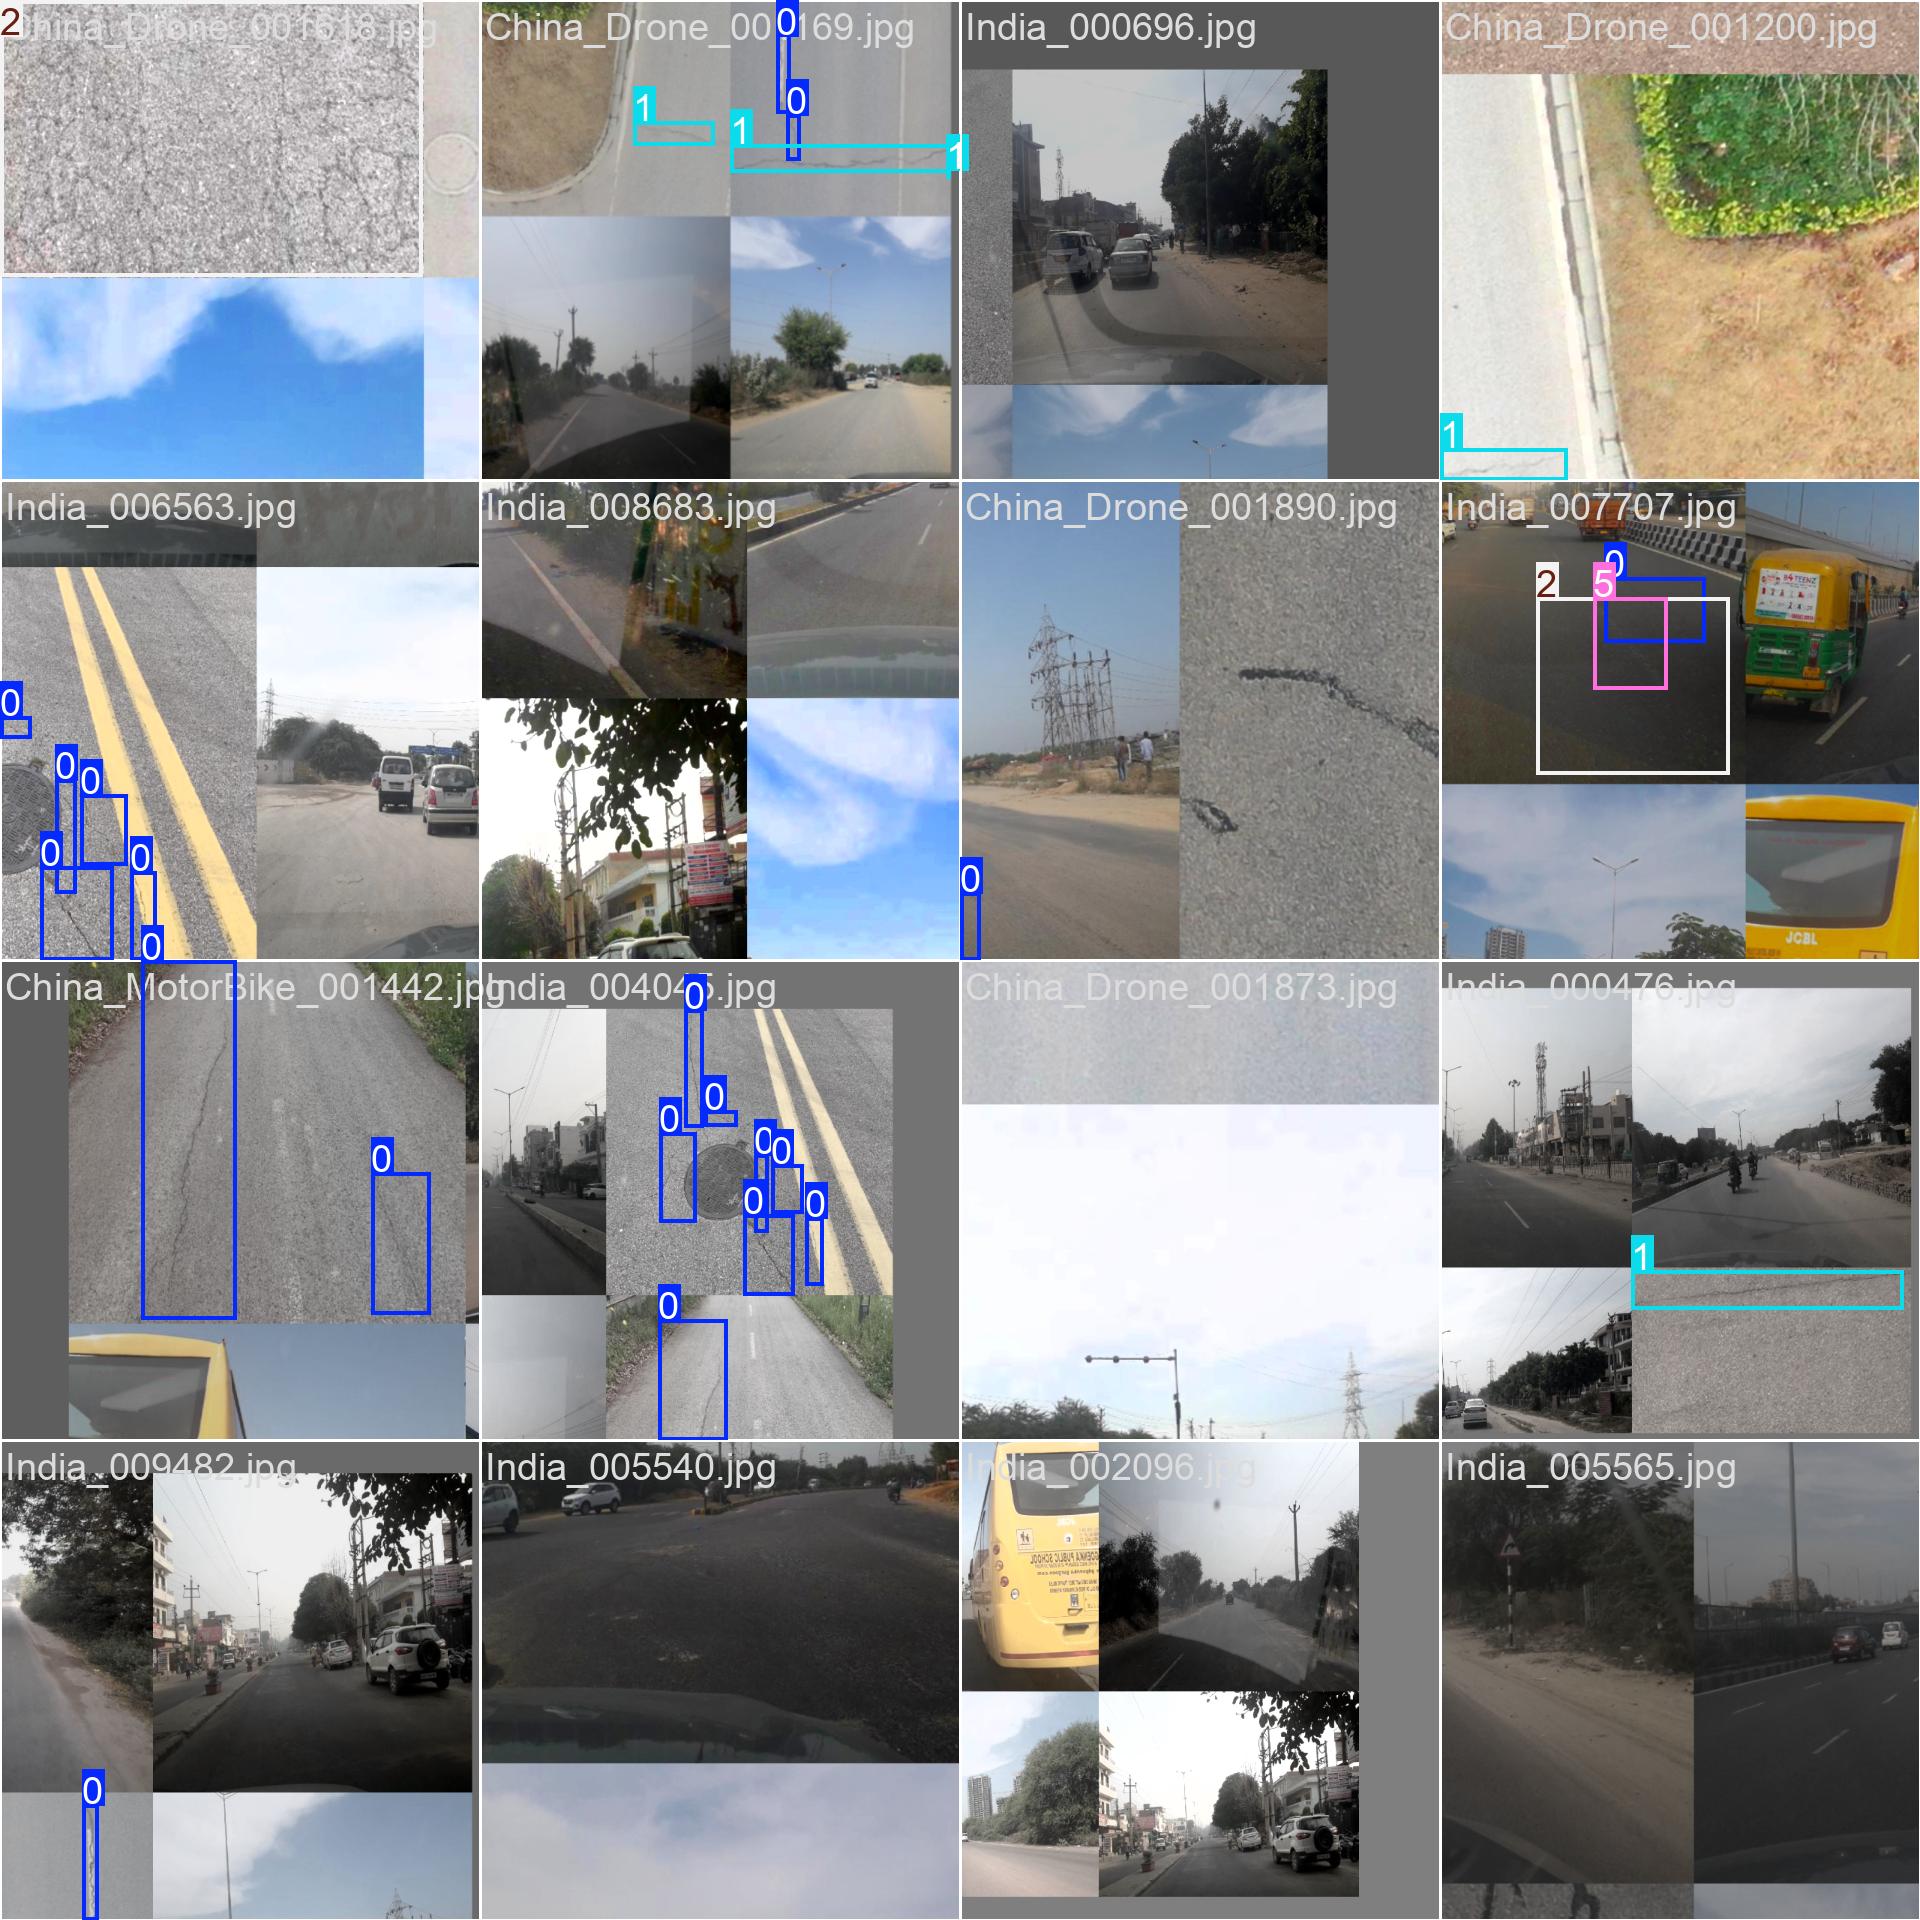 2
China_Drone_001618.jpg
China_Drone_001169.jpg
0
0
1
1
1
India_000696.jpg
China_Drone_001200.jpg
1
India_006563.jpg
0
0
0
0
0
India_008683.jpg
China_Drone_001890.jpg
0
India_007707.jpg
0
2
5
JCBL
China_MotorBike_001442.jpg
0
0
India_004045.jpg
0
0
0
0
0
0
0
0
China_Drone_001873.jpg
India_000476.jpg
1
India_009482.jpg
0
India_005540.jpg
India_002096.jpg
India_005565.jpg